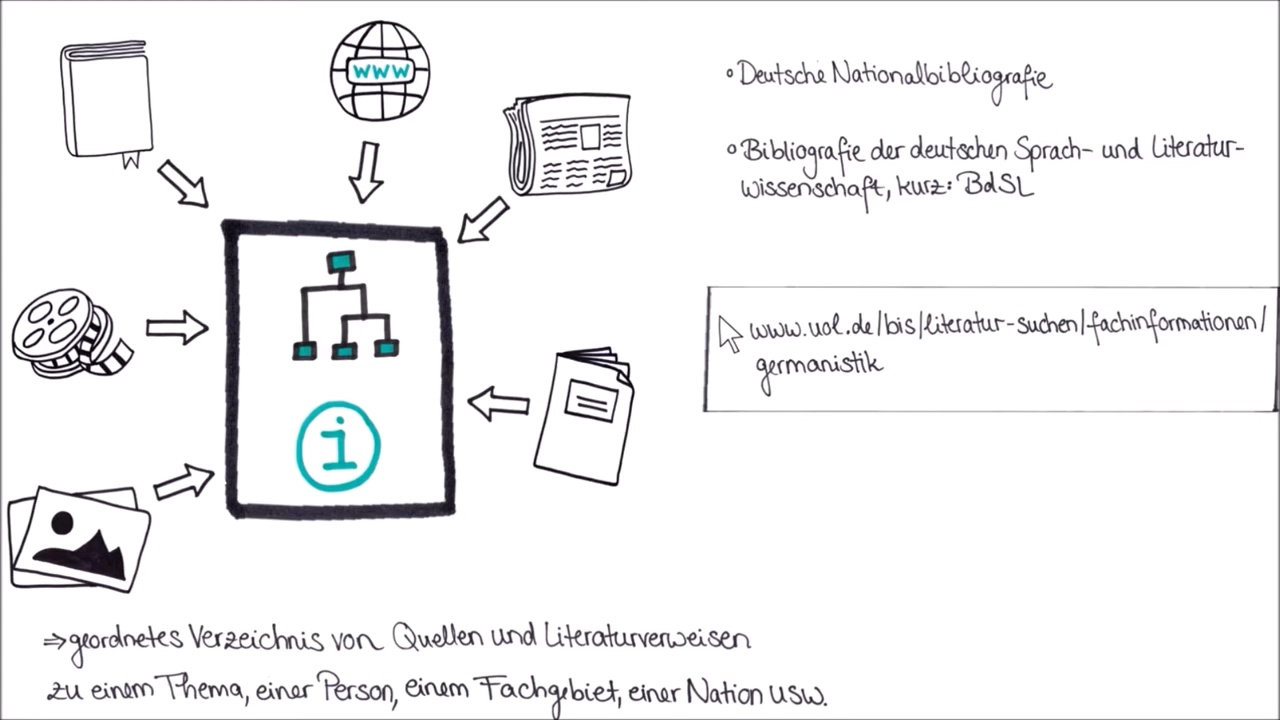 WWW
i
° Deutsche Nationalbibliografie
° Bibliografie der deutschen Sprach- und Literatur-
wissenschaft, kurz: BdSL
www.uol.de/bis/literatur-suchen/fachinformationen/
germanistik
⇒ geordnetes Verzeichnis von Quellen und Literaturverweisen
zu einem Thema, einer Person, einem Fachgebiet, einer Nation usw.